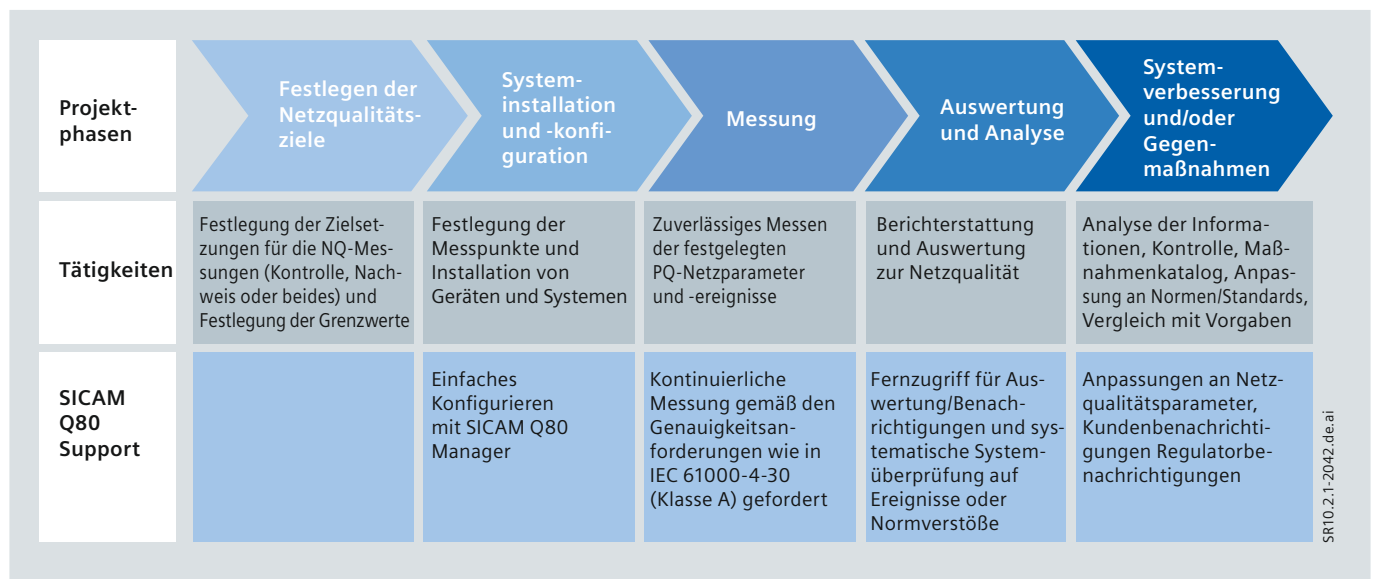 Projekt-
phasen
Festlegen der
Netzqualitäts-
ziele
System-
installation
und -konfi-
guration
Messung
Auswertung
und Analyse
System-
verbesserung
und/oder
Gegen-
maßnahmen
Tätigkeiten
Festlegung der Zielset-
zungen für die NQ-Mes-
sungen (Kontrolle, Nach-
weis oder beides) und
Festlegung der Grenzwerte
Festlegung der
Messpunkte und
Installation von
Geräten und Systemen
Zuverlässiges Messen
der festgelegten
PQ-Netzparameter
und -ereignisse
Berichterstattung
und Auswertung
zur Netzqualität
Analyse der Informa-
tionen, Kontrolle, Maß-
nahmenkatalog, Anpas-
sung an Normen/Standards,
Vergleich mit Vorgaben
SICAM
Q80
Support
Einfaches
Konfigurieren
mit SICAM Q80
Manager
Kontinuierliche
Messung gemäß den
Genauigkeitsan-
forderungen wie in
IEC 61000-4-30
(Klasse A) gefordert
Fernzugriff für Aus-
wertung/Benach-
richtigungen und sys-
tematische System-
überprüfung auf
Ereignisse oder
Normverstöße
Anpassungen an Netz-
qualitätsparameter,
Kundenbenachrichti-
gungen Regulatorbe-
nachrichtigungen
SR10.2.1-2042.de.ai